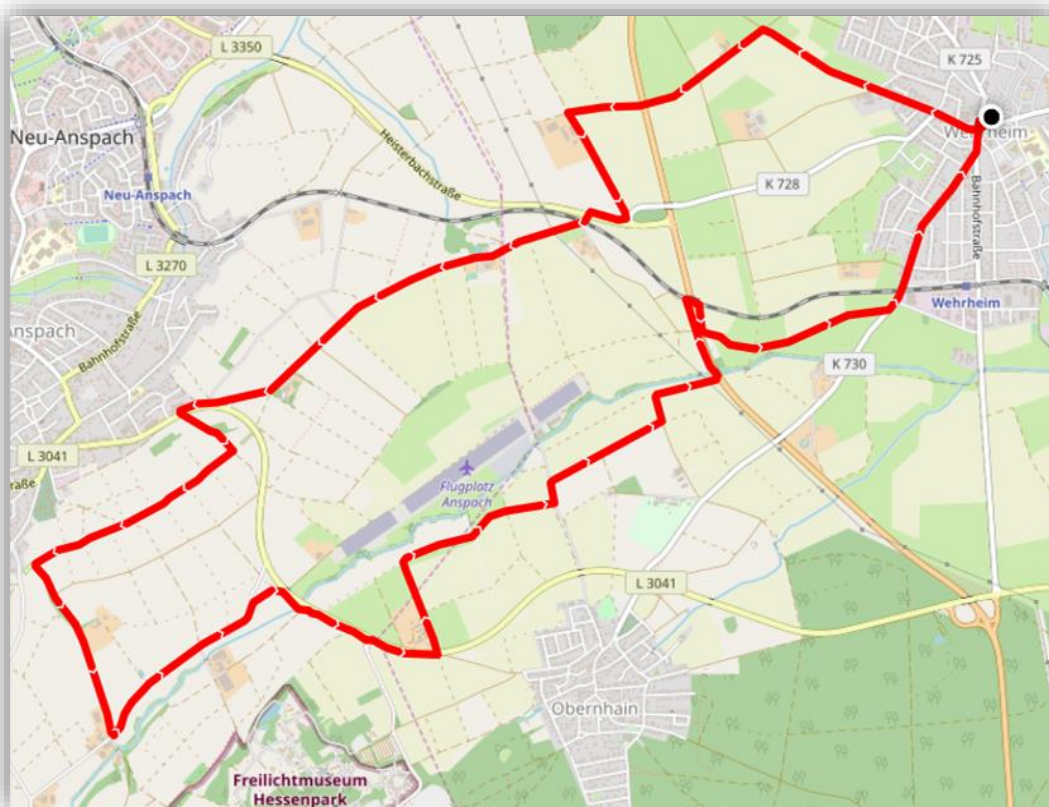 L 3350
K 725
Neu-Anspach
Wehrheim
Heisterbachstraße
K 728
Neu-Anspach
Bahnhofstraße
L 3270
Wehrheim
Anspach
Bahnhofstraße
K 730
L 3041
Flugplatz
Anspach
L 3041
Obernhain
Freilichtmuseum
Hessenpark